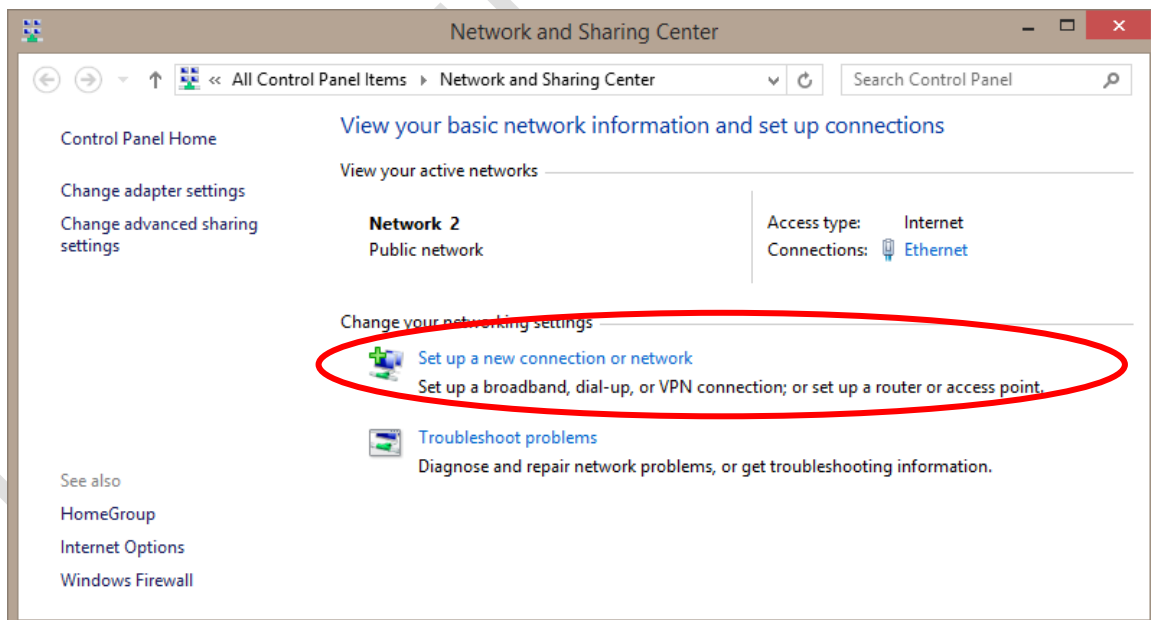 Network and Sharing Center
« All Control Panel Items Network and Sharing Center
Search Control Panel
Control Panel Home
Change adapter settings
Change advanced sharing
settings
See also
HomeGroup
Internet Options
Windows Firewall
View your basic network information and set up connections
View your active networks
Network 2
Public network
Access type: Internet
Connections: Ethernet
Change your networking settings
Set up a new connection or network
Set up a broadband, dial-up, or VPN connection; or set up a router or access point.
Troubleshoot problems
Diagnose and repair network problems, or get troubleshooting information.